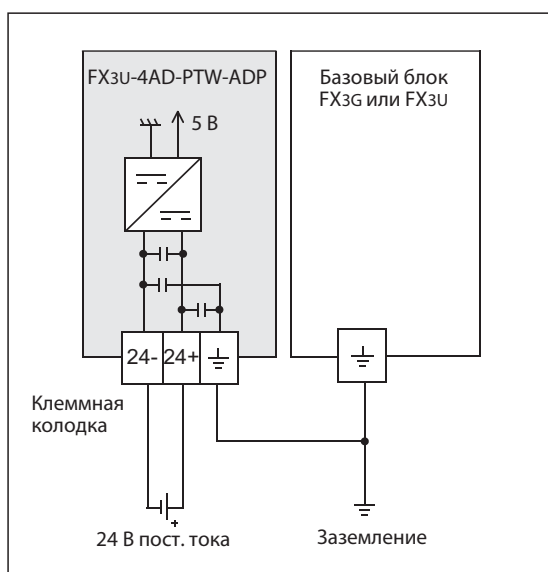 FX3U-4AD-PTW-ADP
5 В
Базовый блок
FX3G или FX3U
24-
24+
Клеммная
колодка
+
24 В пост. тока
Заземление